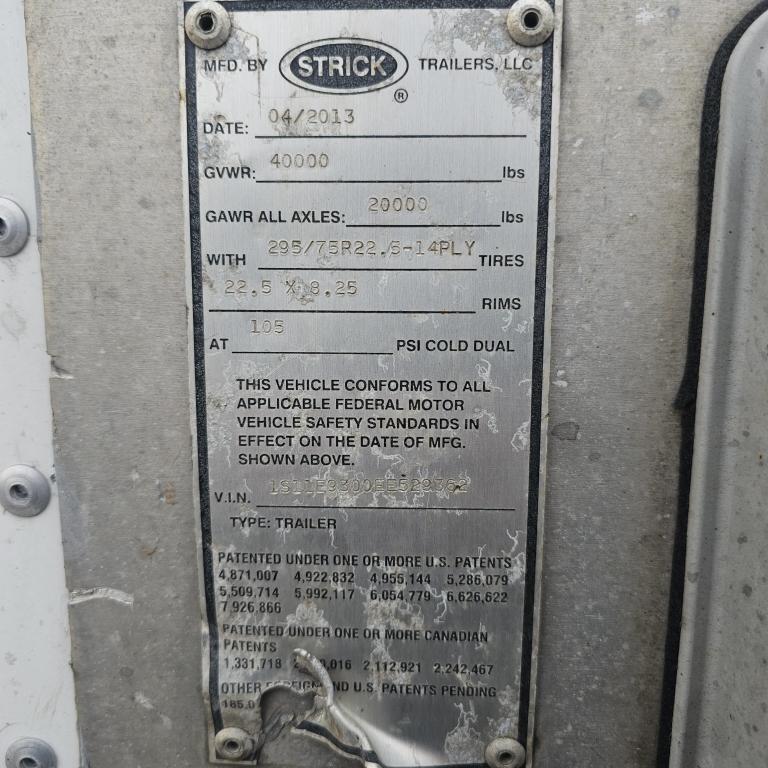 MFD. BY STRICK TRAILERS, LLC
®
DATE: 04/2013
GVWR: 40000 lbs
GAWR ALL AXLES: 20000 lbs
WITH 295/75R22.5-14PLY TIRES
22.5 X 8.25 RIMS
AT 105 PSI COLD DUAL
THIS VEHICLE CONFORMS TO ALL
APPLICABLE FEDERAL MOTOR
VEHICLE SAFETY STANDARDS IN
EFFECT ON THE DATE OF MFG.
SHOWN ABOVE.
V.I.N. 1S11E9300EE529762
TYPE: TRAILER
PATENTED UNDER ONE OR MORE U.S. PATENTS
4,871,007 4,922,832 4,955,144 5,286,079
5,509,714 5,992,117 6,054,779 6,626,622
7,926,866
PATENTED UNDER ONE OR MORE CANADIAN
PATENTS
1,331,718 2,112,921 2,242,467
OTHER AND U.S. PATENTS PENDING